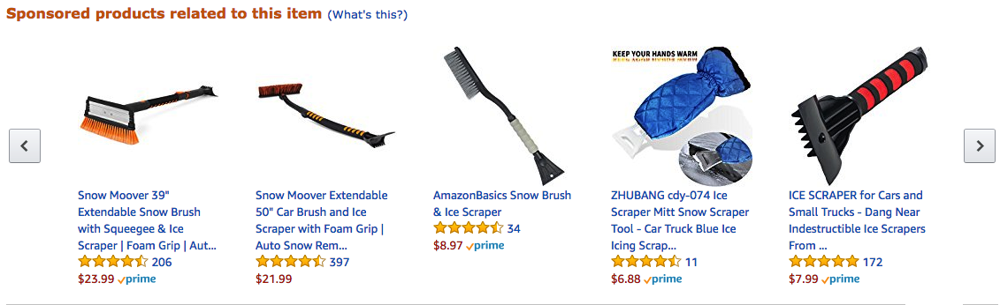 Sponsored products related to this item (What's this?)
KEEP YOUR HANDS WARM
Snow Moover 39"
Extendable Snow Brush
with Squeegee & Ice
Scraper | Foam Grip | Aut...
206
$23.99 prime
Snow Moover Extendable
50" Car Brush and Ice
Scraper with Foam Grip |
Auto Snow Rem...
397
$21.99
AmazonBasics Snow Brush
& Ice Scraper
34
$8.97 prime
ZHUBANG cdy-074 Ice
Scraper Mitt Snow Scraper
Tool - Car Truck Blue Ice
Icing Scrap...
11
$6.88 prime
ICE SCRAPER for Cars and
Small Trucks - Dang Near
Indestructible Ice Scrapers
From ...
172
$7.99 prime